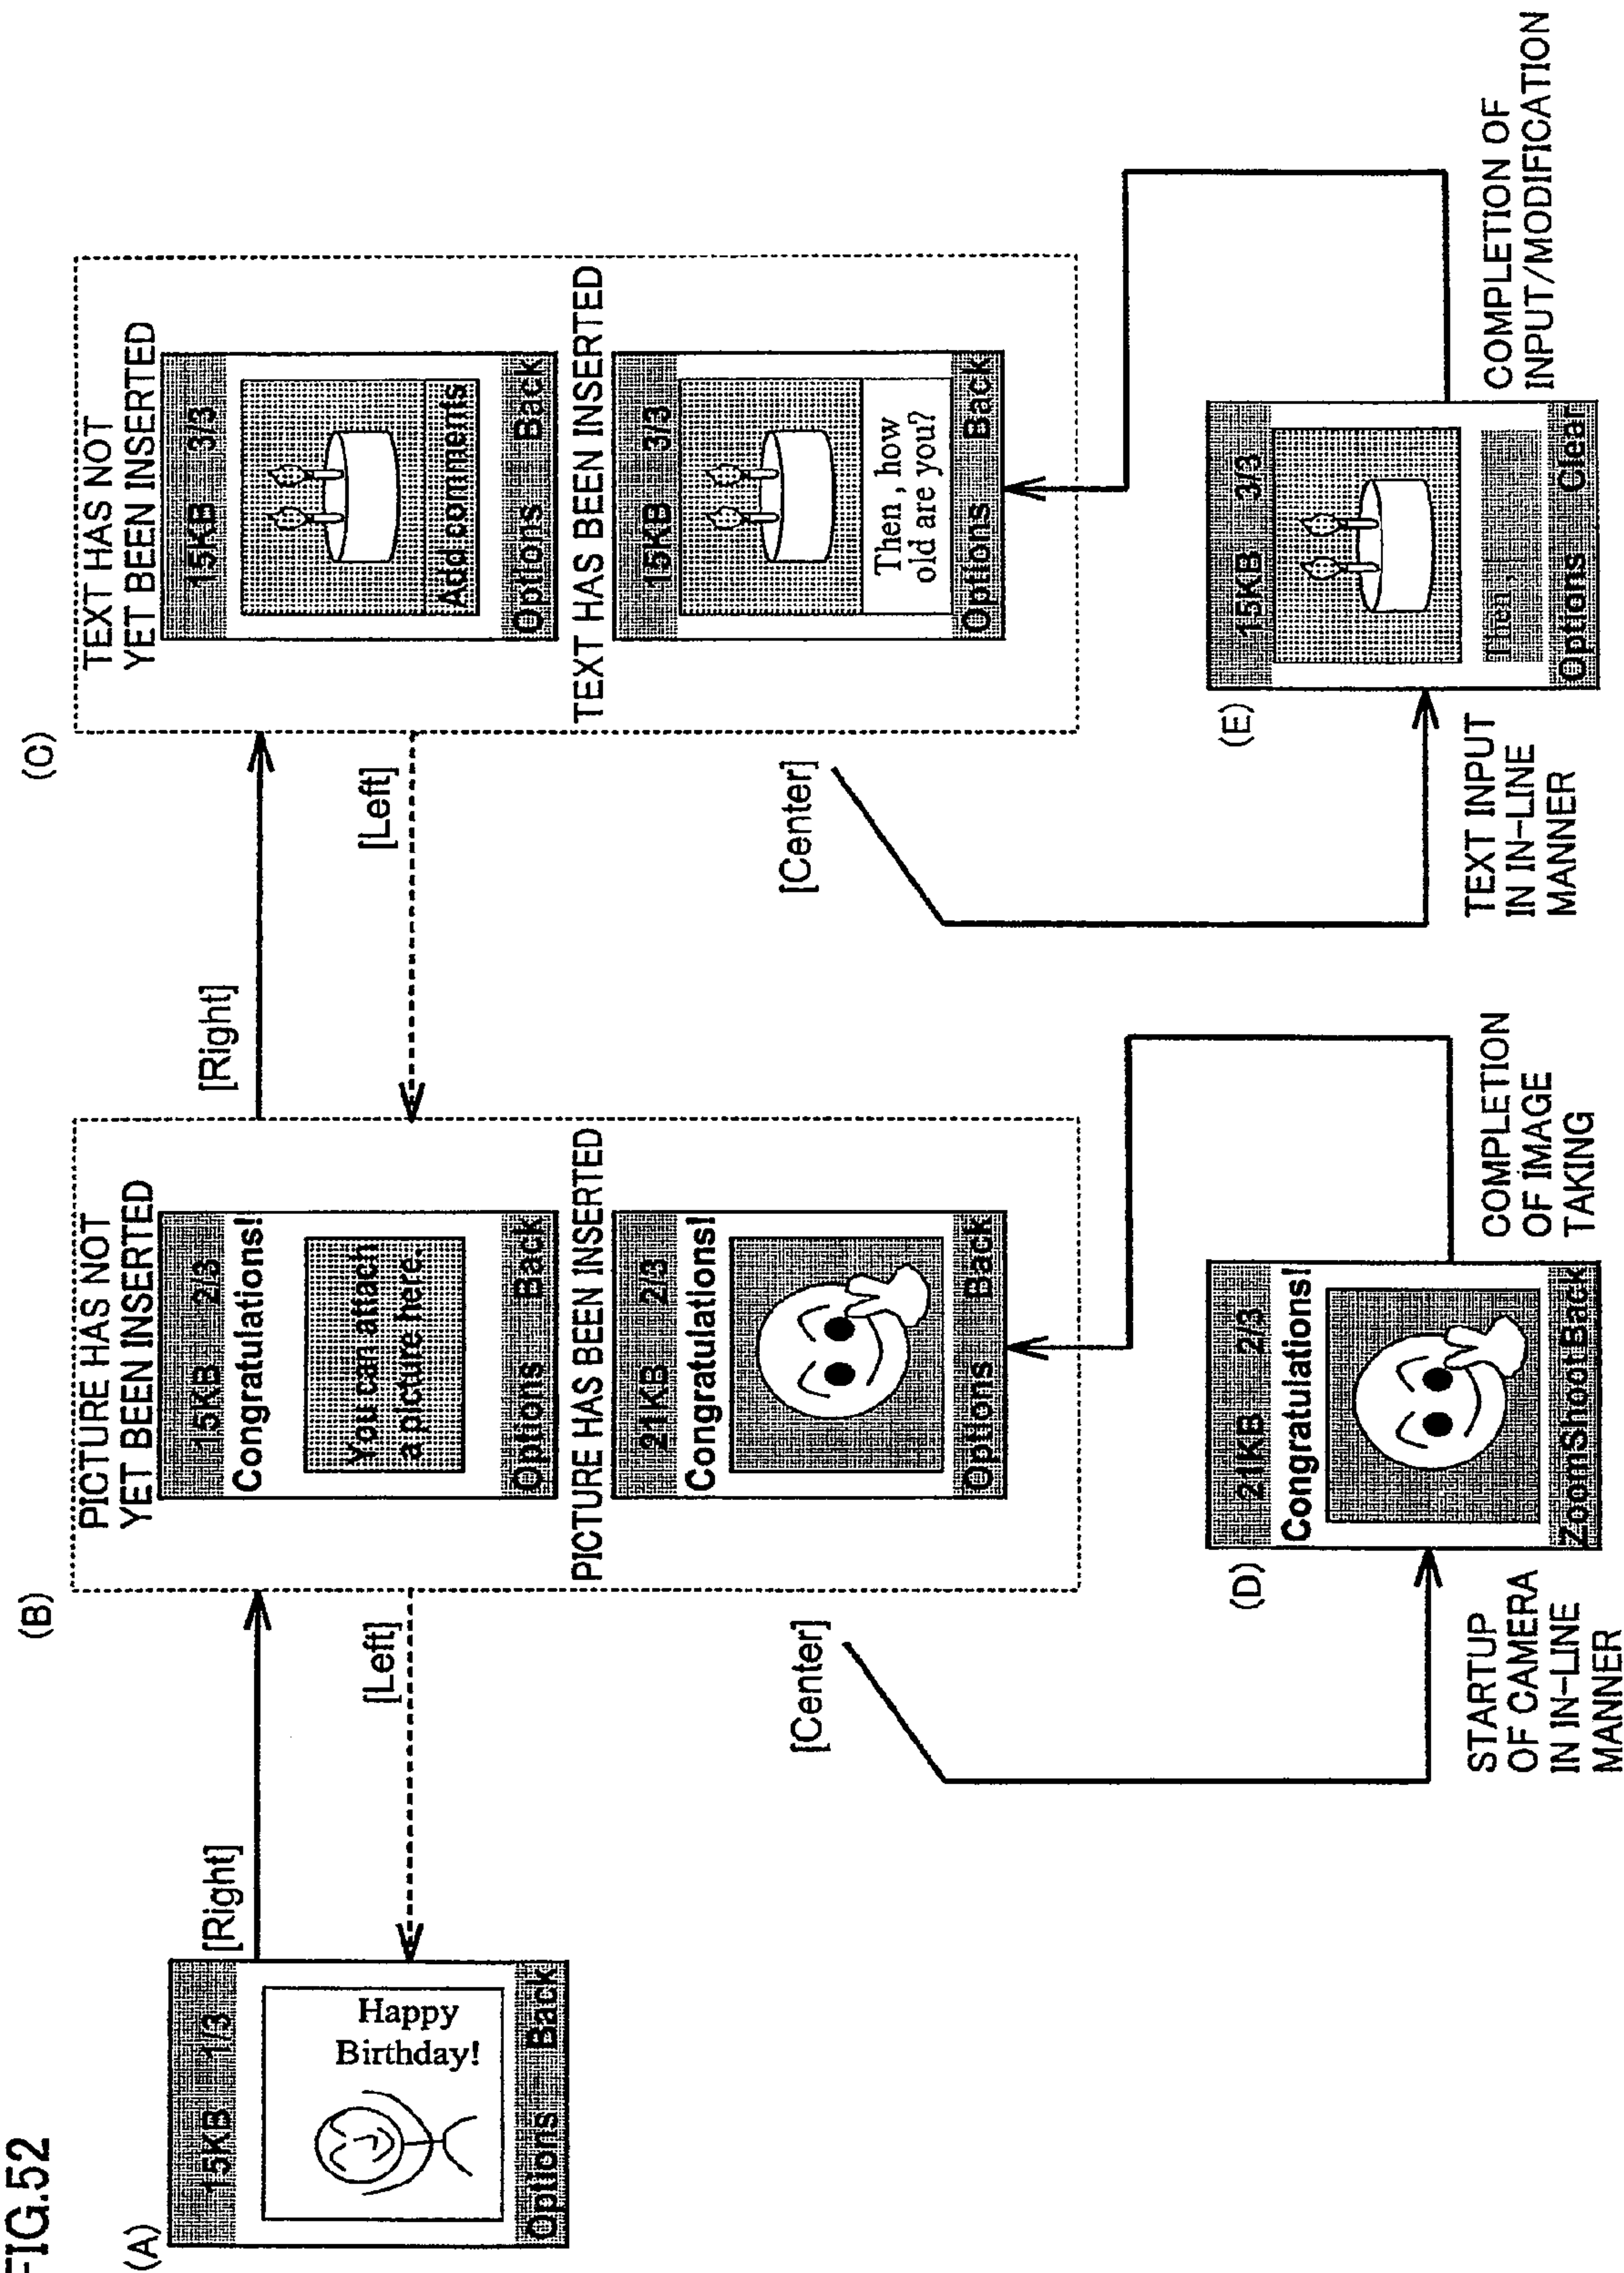 FIG.52
(A)
15KB 1/3
Happy
Birthday!
Options Back
[Right]
[Left]
(B)
PICTURE HAS NOT
YET BEEN INSERTED
15KB 2/3
Congratulations!
You can attach
a picture here.
Options Back
PICTURE HAS BEEN INSERTED
21KB 2/3
Congratulations!
Options Back
[Center]
STARTUP
OF CAMERA
IN IN-LINE
MANNER
(D)
21KB 2/3
Congratulations!
Zoom Shoot Back
COMPLETION
OF IMAGE
TAKING
[Right]
[Left]
(C)
TEXT HAS NOT
YET BEEN INSERTED
15KB 3/3
Add comments
Options Back
TEXT HAS BEEN INSERTED
15KB 3/3
Then, how
old are you?
Options Back
[Center]
TEXT INPUT
IN IN-LINE
MANNER
(E)
15KB 3/3
Then,
Options Clear
COMPLETION OF
INPUT/MODIFICATION